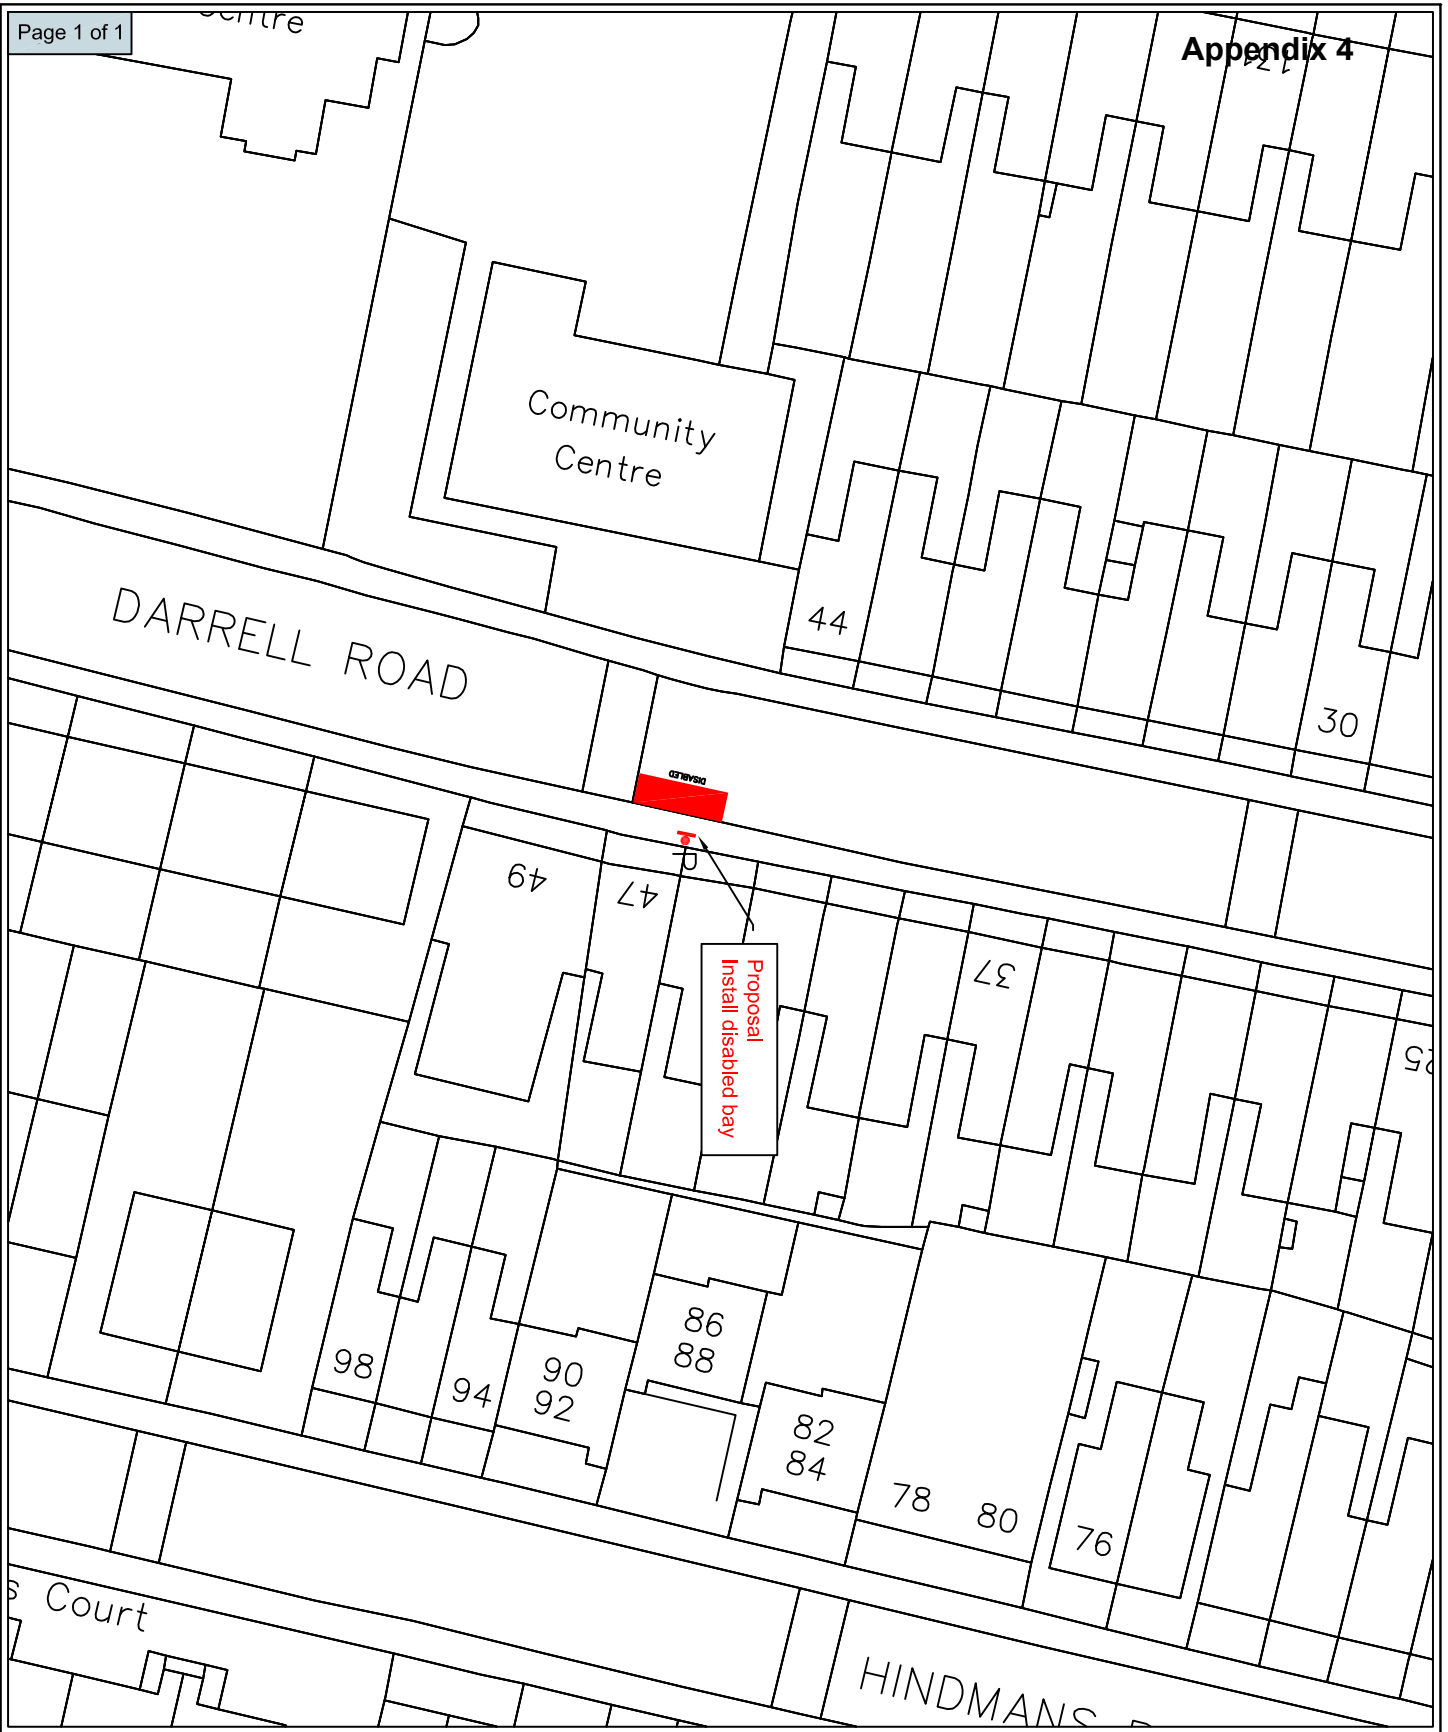 Page 1 of 1
Appendix 4
Community
Centre
44
DARRELL ROAD
30
DISABLED
49
47
37
Proposal
Install disabled bay
86
88
98
90
92
94
82
84
78 80
76
Court
HINDMANS